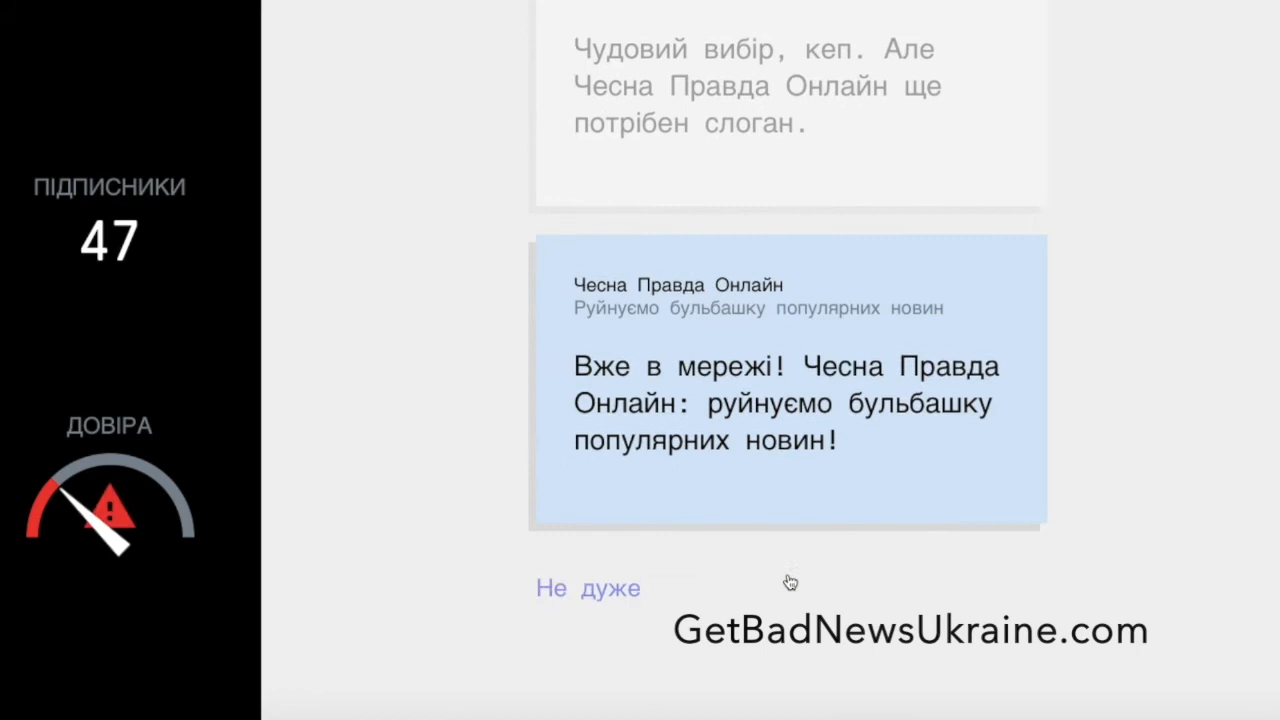 Чудовий вибір, кеп. Але
Чесна Правда Онлайн ще
потрібен слоган.
ПІДПИСНИКИ
47
Чесна Правда Онлайн
Руйнуємо бульбашку популярних новин
Вже в мережі! Чесна Правда
Онлайн: руйнуємо бульбашку
популярних новин!
ДОВІРА
Не дуже
GetBadNewsUkraine.com